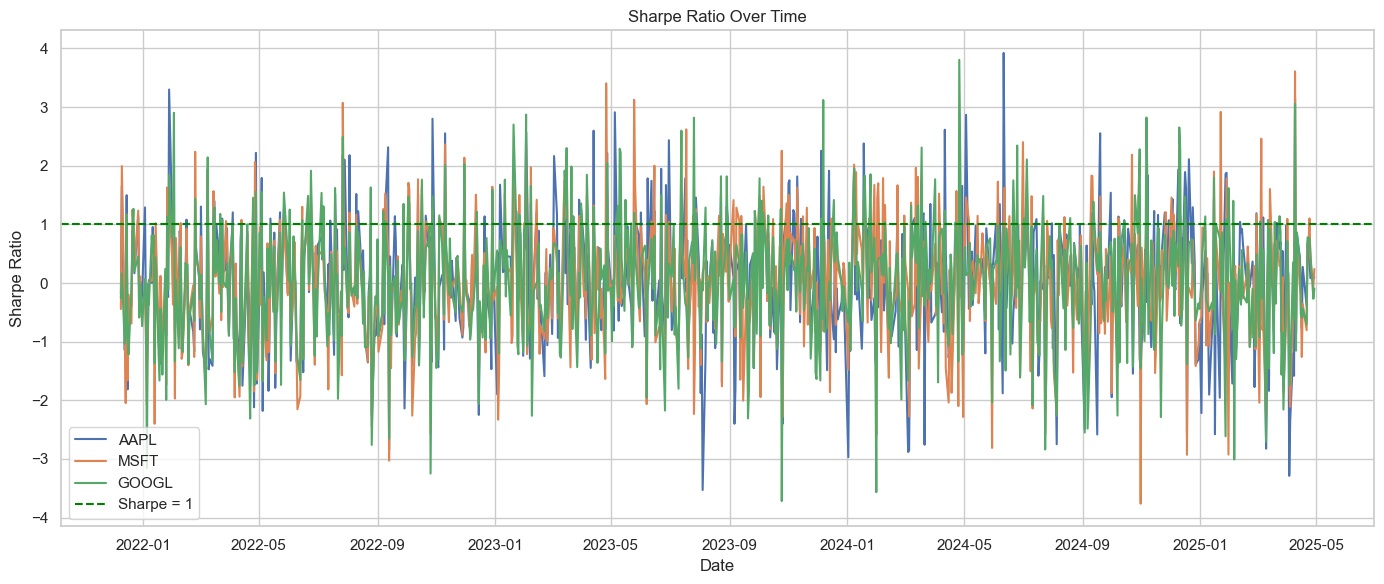 Sharpe Ratio Over Time
Sharpe Ratio
4
3
2
1
0
−1
−2
−3
−4
AAPL
MSFT
GOOGL
Sharpe = 1
2022-01 2022-05 2022-09 2023-01 2023-05 2023-09 2024-01 2024-05 2024-09 2025-01 2025-05
Date